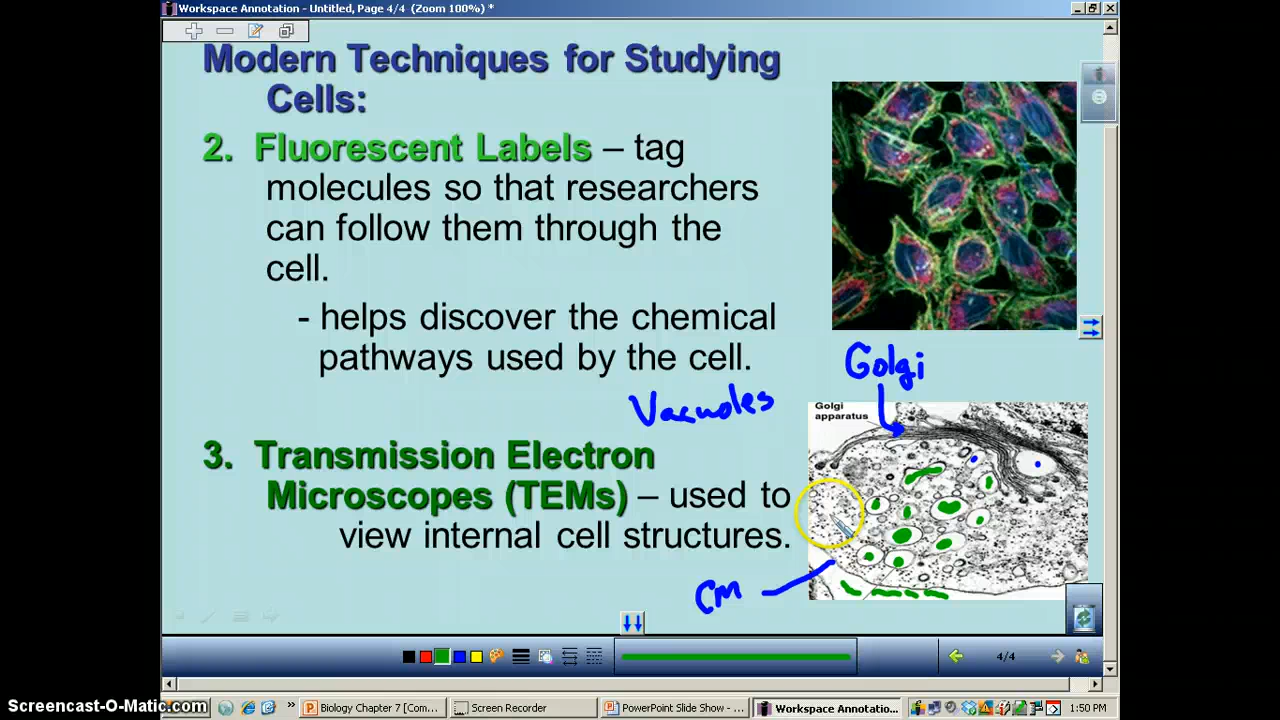 Workspace Annotation - Untitled, Page 4/4 (Zoom 100%) *
Modern Techniques for Studying
Cells:
2. Fluorescent Labels – tag
molecules so that researchers
can follow them through the
cell.
- helps discover the chemical
pathways used by the cell.
Vacuoles
Golgi
Golgi
apparatus
3. Transmission Electron
Microscopes (TEMs) – used to
view internal cell structures.
CM
4/4
Screencast-O-Matic.com
Biology Chapter 7 [Com...
Screen Recorder
PowerPoint Slide Show - ...
Workspace Annotatio...
1:50 PM